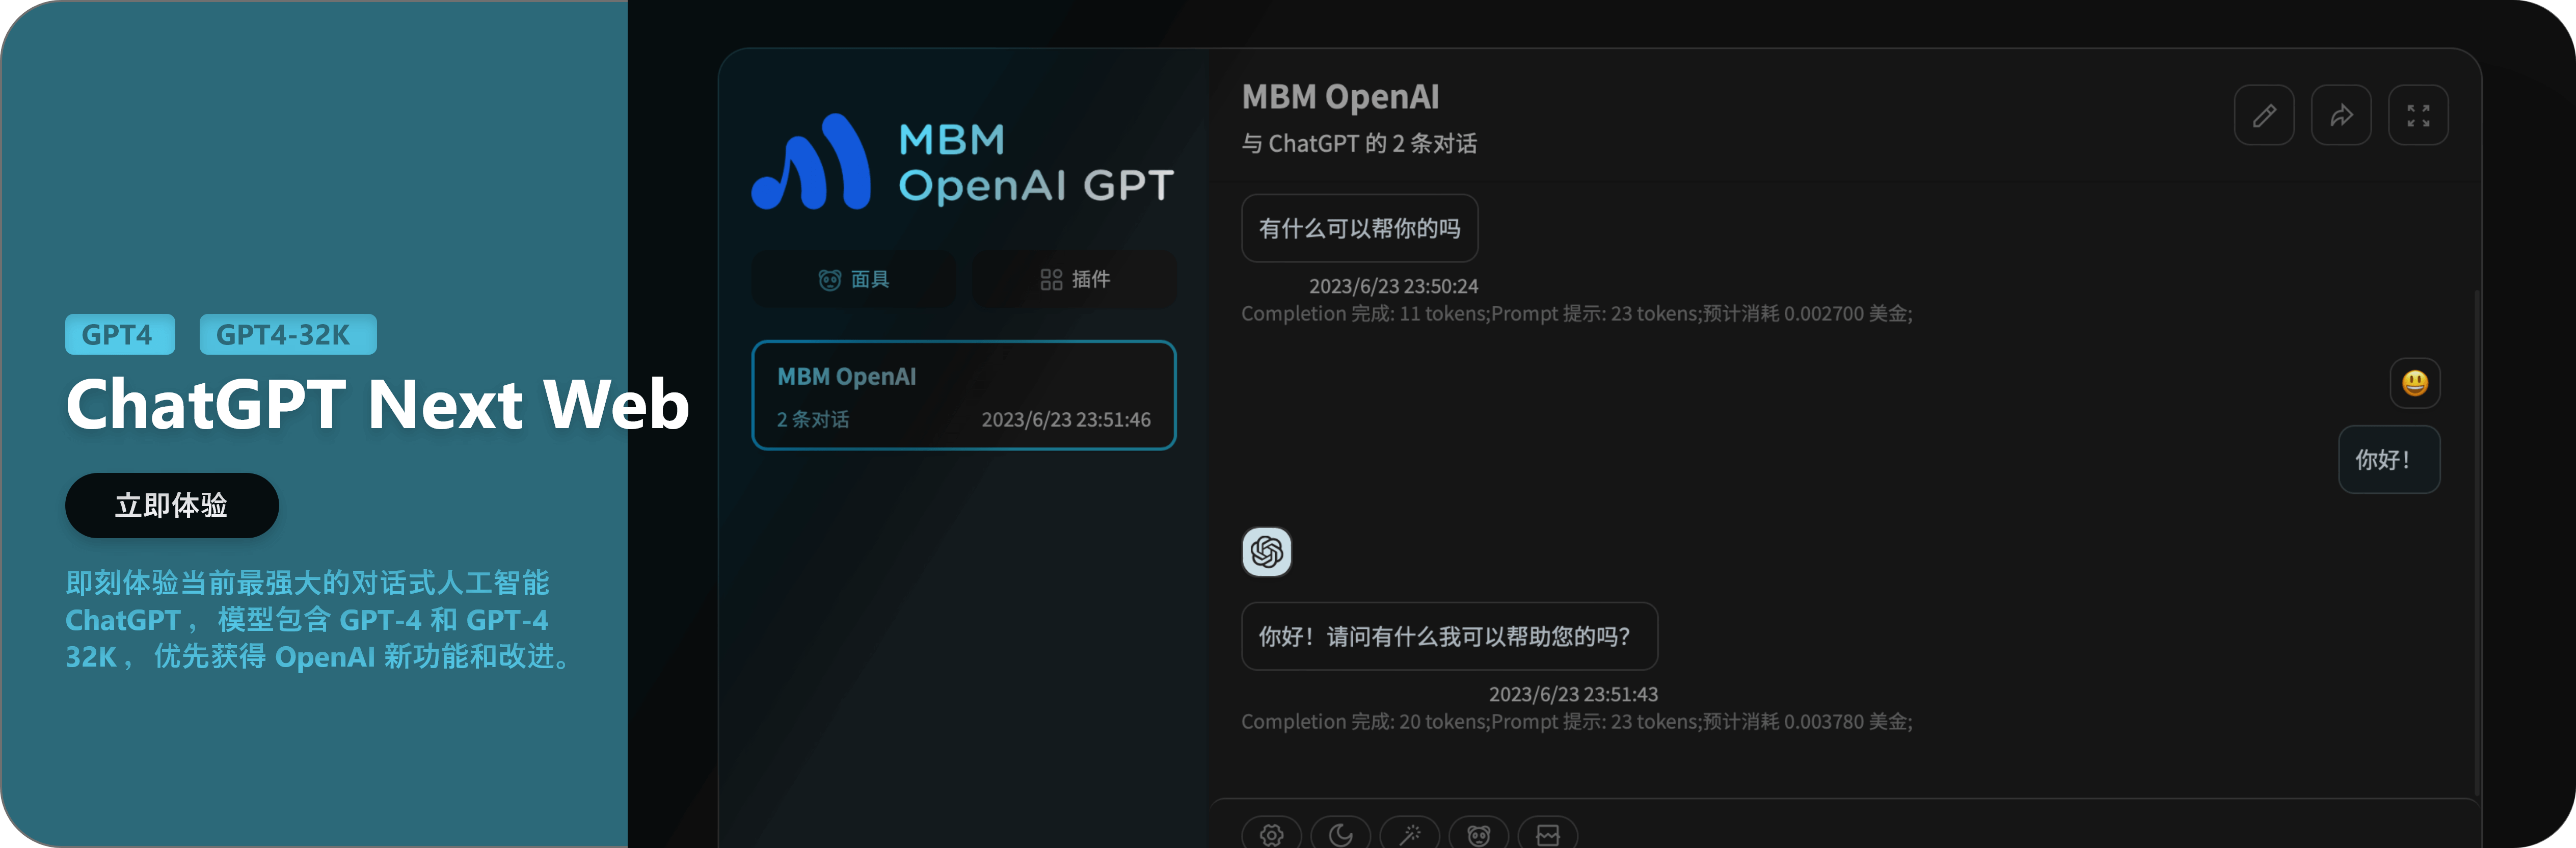 GPT4
GPT4-32K
ChatGPT Next Web
立即体验
即刻体验当前最强大的对话式人工智能
ChatGPT ，模型包含 GPT-4 和 GPT-4
32K ，优先获得 OpenAI 新功能和改进。
MBM
OpenAI GPT
面具
插件
MBM OpenAI
2 条对话
2023/6/23 23:51:46
MBM OpenAI
与 ChatGPT 的 2 条对话
有什么可以帮你的吗
2023/6/23 23:50:24
Completion 完成: 11 tokens;Prompt 提示: 23 tokens;预计消耗 0.002700 美金;
你好！
你好！请问有什么我可以帮助您的吗？
2023/6/23 23:51:43
Completion 完成: 20 tokens;Prompt 提示: 23 tokens;预计消耗 0.003780 美金;